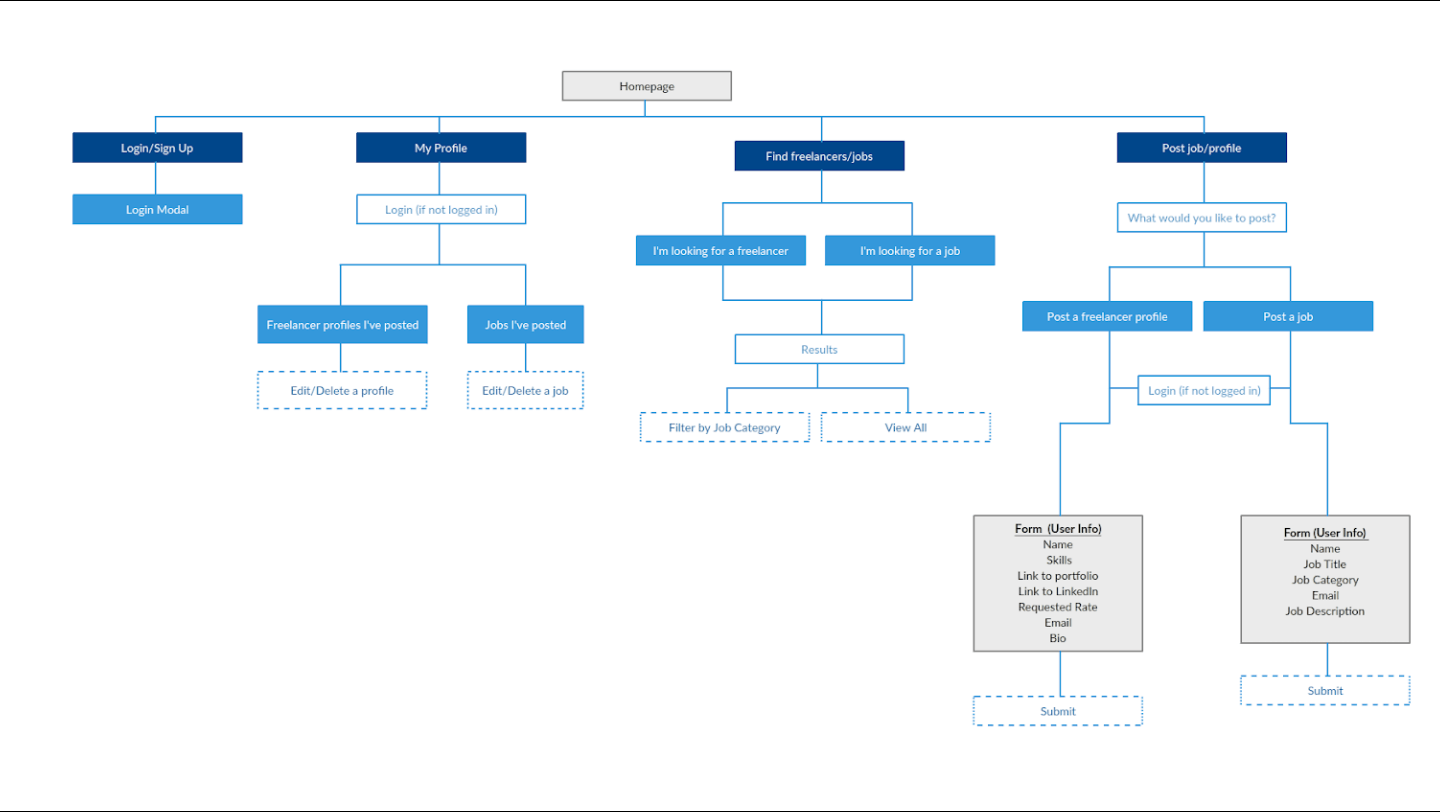 Homepage
Login/Sign Up
My Profile
Find freelancers/jobs
Post job/profile
Login Modal
Login (if not logged in)
What would you like to post?
I'm looking for a freelancer
I'm looking for a job
Freelancer profiles I've posted
Jobs I've posted
Post a freelancer profile
Post a job
Results
Edit/Delete a profile
Edit/Delete a job
Login (if not logged in)
Filter by Job Category
View All
Form (User Info)
Name
Skills
Link to portfolio
Link to LinkedIn
Requested Rate
Email
Bio
Submit
Form (User Info)
Name
Job Title
Job Category
Email
Job Description
Submit